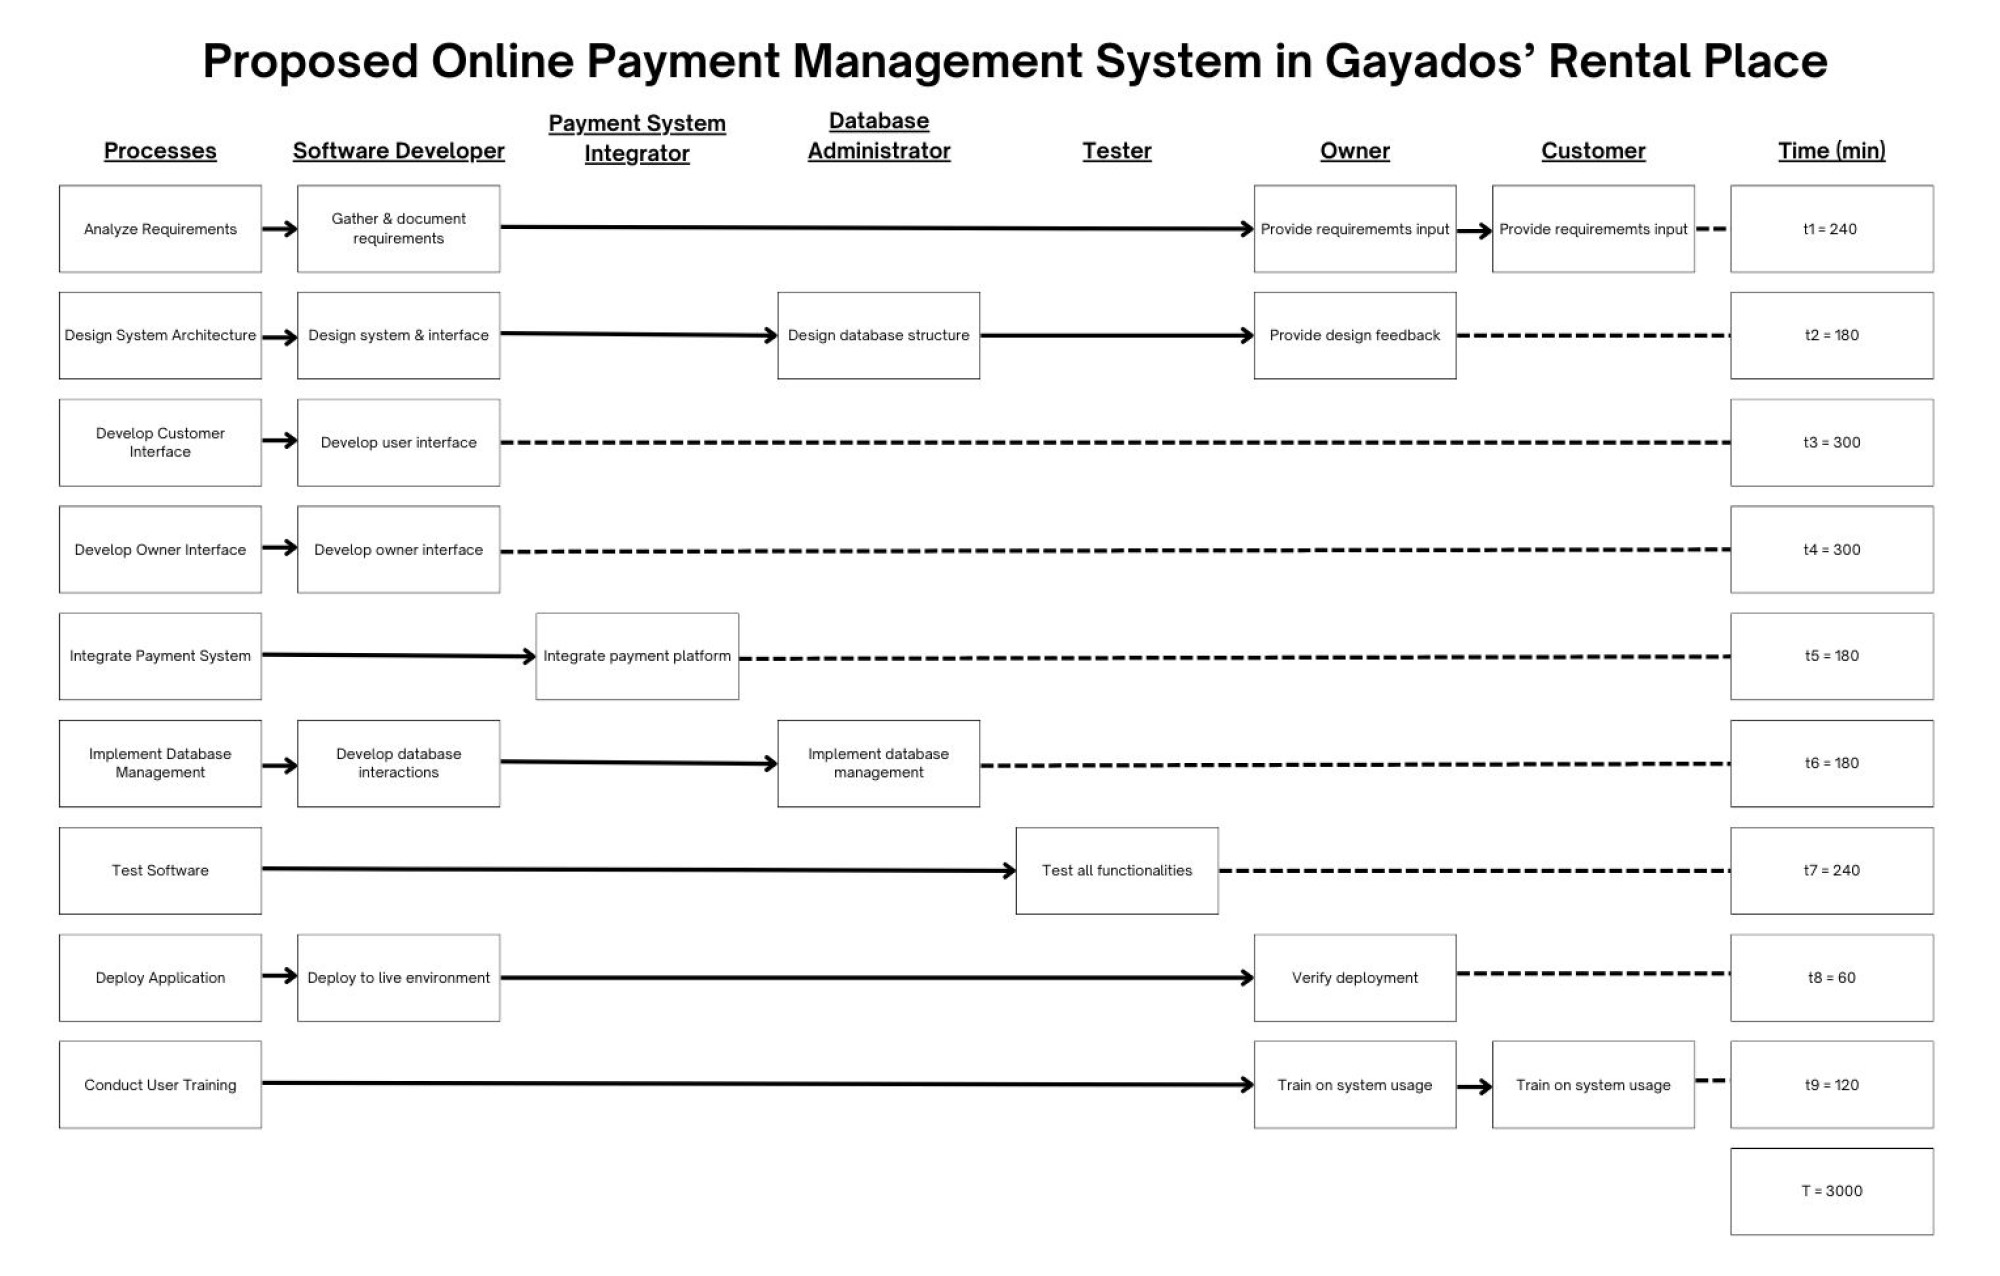 Proposed Online Payment Management System in Gayados’ Rental Place
Processes
Software Developer
Payment System
Integrator
Database
Administrator
Tester
Owner
Customer
Time (min)
Analyze Requirements
Gather & document
requirements
Provide requirememts input
Provide requirememts input
t1 = 240
Design System Architecture
Design system & interface
Design database structure
Provide design feedback
t2 = 180
Develop Customer
Interface
Develop user interface
t3 = 300
Develop Owner Interface
Develop owner interface
t4 = 300
Integrate Payment System
Integrate payment platform
t5 = 180
Implement Database
Management
Develop database
interactions
Implement database
management
t6 = 180
Test Software
Test all functionalities
t7 = 240
Deploy Application
Deploy to live environment
Verify deployment
t8 = 60
Conduct User Training
Train on system usage
Train on system usage
t9 = 120
T = 3000